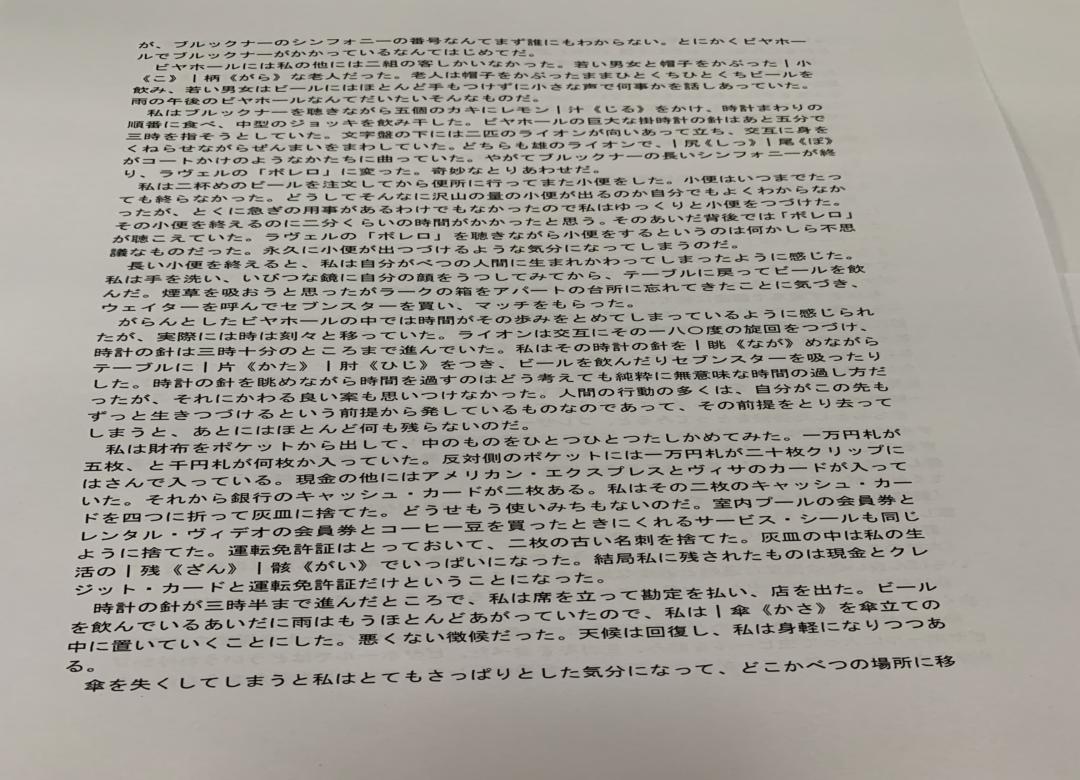 が、ブルックナーのシンフォニーの番号なんてまず誰にもわからない。とにかくビヤホー
ルでブルックナーがかかっているなんてはじめてだ。
　ビヤホールには私の他には二組の客しかいなかった。若い男女と帽子をかぶった｜小
《こ》｜柄《がら》な老人だった。老人は帽子をかぶったままひとくちひとくちビールを
飲み、若い男女はビールにはほとんど手もつけずに小さな声で何事かを話しあっていた。
雨の午後のビヤホールなんてだいたいそんなものだ。
　私はブルックナーを聴きながら五個のカキにレモン｜汁《じる》をかけ、時計まわりの
順番に食べ、中型のジョッキを飲み干した。ビヤホールの巨大な掛時計の針はあと五分で
三時を指そうとしていた。文字盤の下には二匹のライオンが向いあって立ち、交互に身を
くねらせながらぜんまいをまわしていた。どちらも雄のライオンで、｜尻《しっ》｜尾《ぽ》
がコートかけのようなかたちに曲っていた。やがてブルックナーの長いシンフォニーが終
り、ラヴェルの「ボレロ」に変った。奇妙なとりあわせだ。
　私は二杯めのビールを注文してから便所に行ってまた小便をした。小便はいつまでたっ
ても終らなかった。どうしてそんなに沢山の量の小便が出るのか自分でもよくわからなか
ったが、とくに急ぎの用事があるわけでもなかったので私はゆっくりと小便をつづけた。
その小便を終えるのに二分くらいの時間がかかったと思う。そのあいだ背後では「ボレロ」
が聴こえていた。ラヴェルの「ボレロ」を聴きながら小便をするというのは何かしら不思
議なものだった。永久に小便が出つづけるような気分になってしまうのだ。
　長い小便を終えると、私は自分がべつの人間に生まれかわってしまったように感じた。
私は手を洗い、いびつな鏡に自分の顔をうつしてみてから、テーブルに戻ってビールを飲
んだ。煙草を吸おうと思ったがラークの箱をアパートの台所に忘れてきたことに気づき、
ウェイターを呼んでセブンスターを買い、マッチをもらった。
　がらんとしたビヤホールの中では時間がその歩みをとめてしまっているように感じられ
たが、実際には時は刻々と移っていた。ライオンは交互にその一八〇度の旋回をつづけ、
時計の針は三時十分のところまで進んでいた。私はその時計の針を｜眺《なが》めながら
テーブルに｜片《かた》｜肘《ひじ》をつき、ビールを飲んだりセブンスターを吸ったり
した。時計の針を眺めながら時間を過すのはどう考えても純粋に無意味な時間の過し方だ
ったが、それにかわる良い案も思いつけなかった。人間の行動の多くは、自分がこの先も
ずっと生きつづけるという前提から発しているものなのであって、その前提をとり去って
しまうと、あとにはほとんど何も残らないのだ。
　私は財布をポケットから出して、中のものをひとつひとつたしかめてみた。一万円札が
五枚、と千円札が何枚か入っていた。反対側のポケットには一万円札が二十枚クリップに
はさんで入っている。現金の他にはアメリカン・エクスプレスとヴィサのカードが入って
いた。それから銀行のキャッシュ・カードが二枚ある。私はその二枚のキャッシュ・カー
ドを四つに折って灰皿に捨てた。どうせもう使いみちもないのだ。室内プールの会員券と
レンタル・ヴィデオの会員券とコーヒー豆を買ったときにくれるサービス・シールも同じ
ように捨てた。運転免許証はとっておいて、二枚の古い名刺を捨てた。灰皿の中は私の生
活の｜残《ざん》｜骸《がい》でいっぱいになった。結局私に残されたものは現金とクレ
ジット・カードと運転免許証だけということになった。
　時計の針が三時半まで進んだところで、私は席を立って勘定を払い、店を出た。ビール
を飲んでいるあいだに雨はもうほとんどあがっていたので、私は｜傘《かさ》を傘立ての
中に置いていくことにした。悪くない徴候だった。天候は回復し、私は身軽になりつつあ
る。
　傘を失くしてしまうと私はとてもさっぱりとした気分になって、どこかべつの場所に移